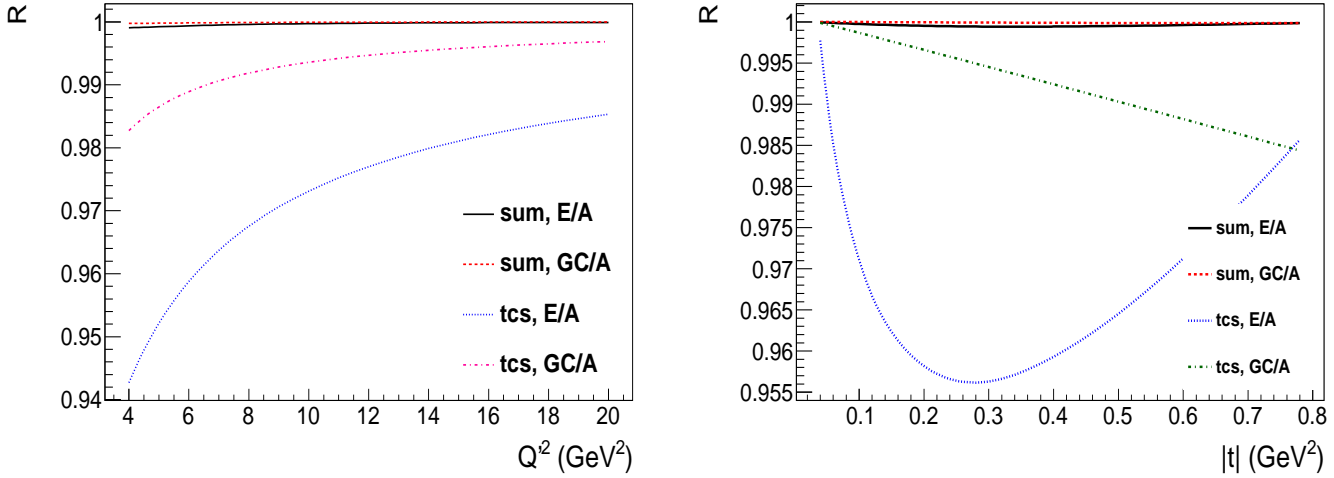 R
1
0.99
0.98
0.97
0.96
0.95
0.94
4 6 8 10 12 14 16 18 20
Q'² (GeV²)
sum, E/A
sum, GC/A
tcs, E/A
tcs, GC/A
R
1
0.995
0.99
0.985
0.98
0.975
0.97
0.965
0.96
0.955
0.1 0.2 0.3 0.4 0.5 0.6 0.7 0.8
|t| (GeV²)
sum, E/A
sum, GC/A
tcs, E/A
tcs, GC/A